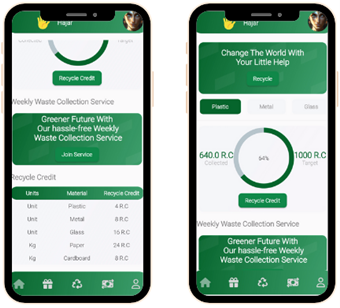 Hajar
Collected
Target
Recycle Credit
Weekly Waste Collection Service
Greener Future With
Our hassle-free Weekly
Waste Collection Service
Join Service
Recycle Credit
Units Material Recycle Credit
Unit Plastic 4 R.C
Unit Metal 8 R.C
Unit Glass 16 R.C
Kg Paper 24 R.C
Kg Cardboard 8 R.C
Hajar
Change The World With
Your Little Help
Recycle
Plastic Metal Glass
640.0 R.C 64% 1000 R.C
Collected Target
Recycle Credit
Weekly Waste Collection Service
Greener Future With
Our hassle-free Weekly
Waste Collection Service